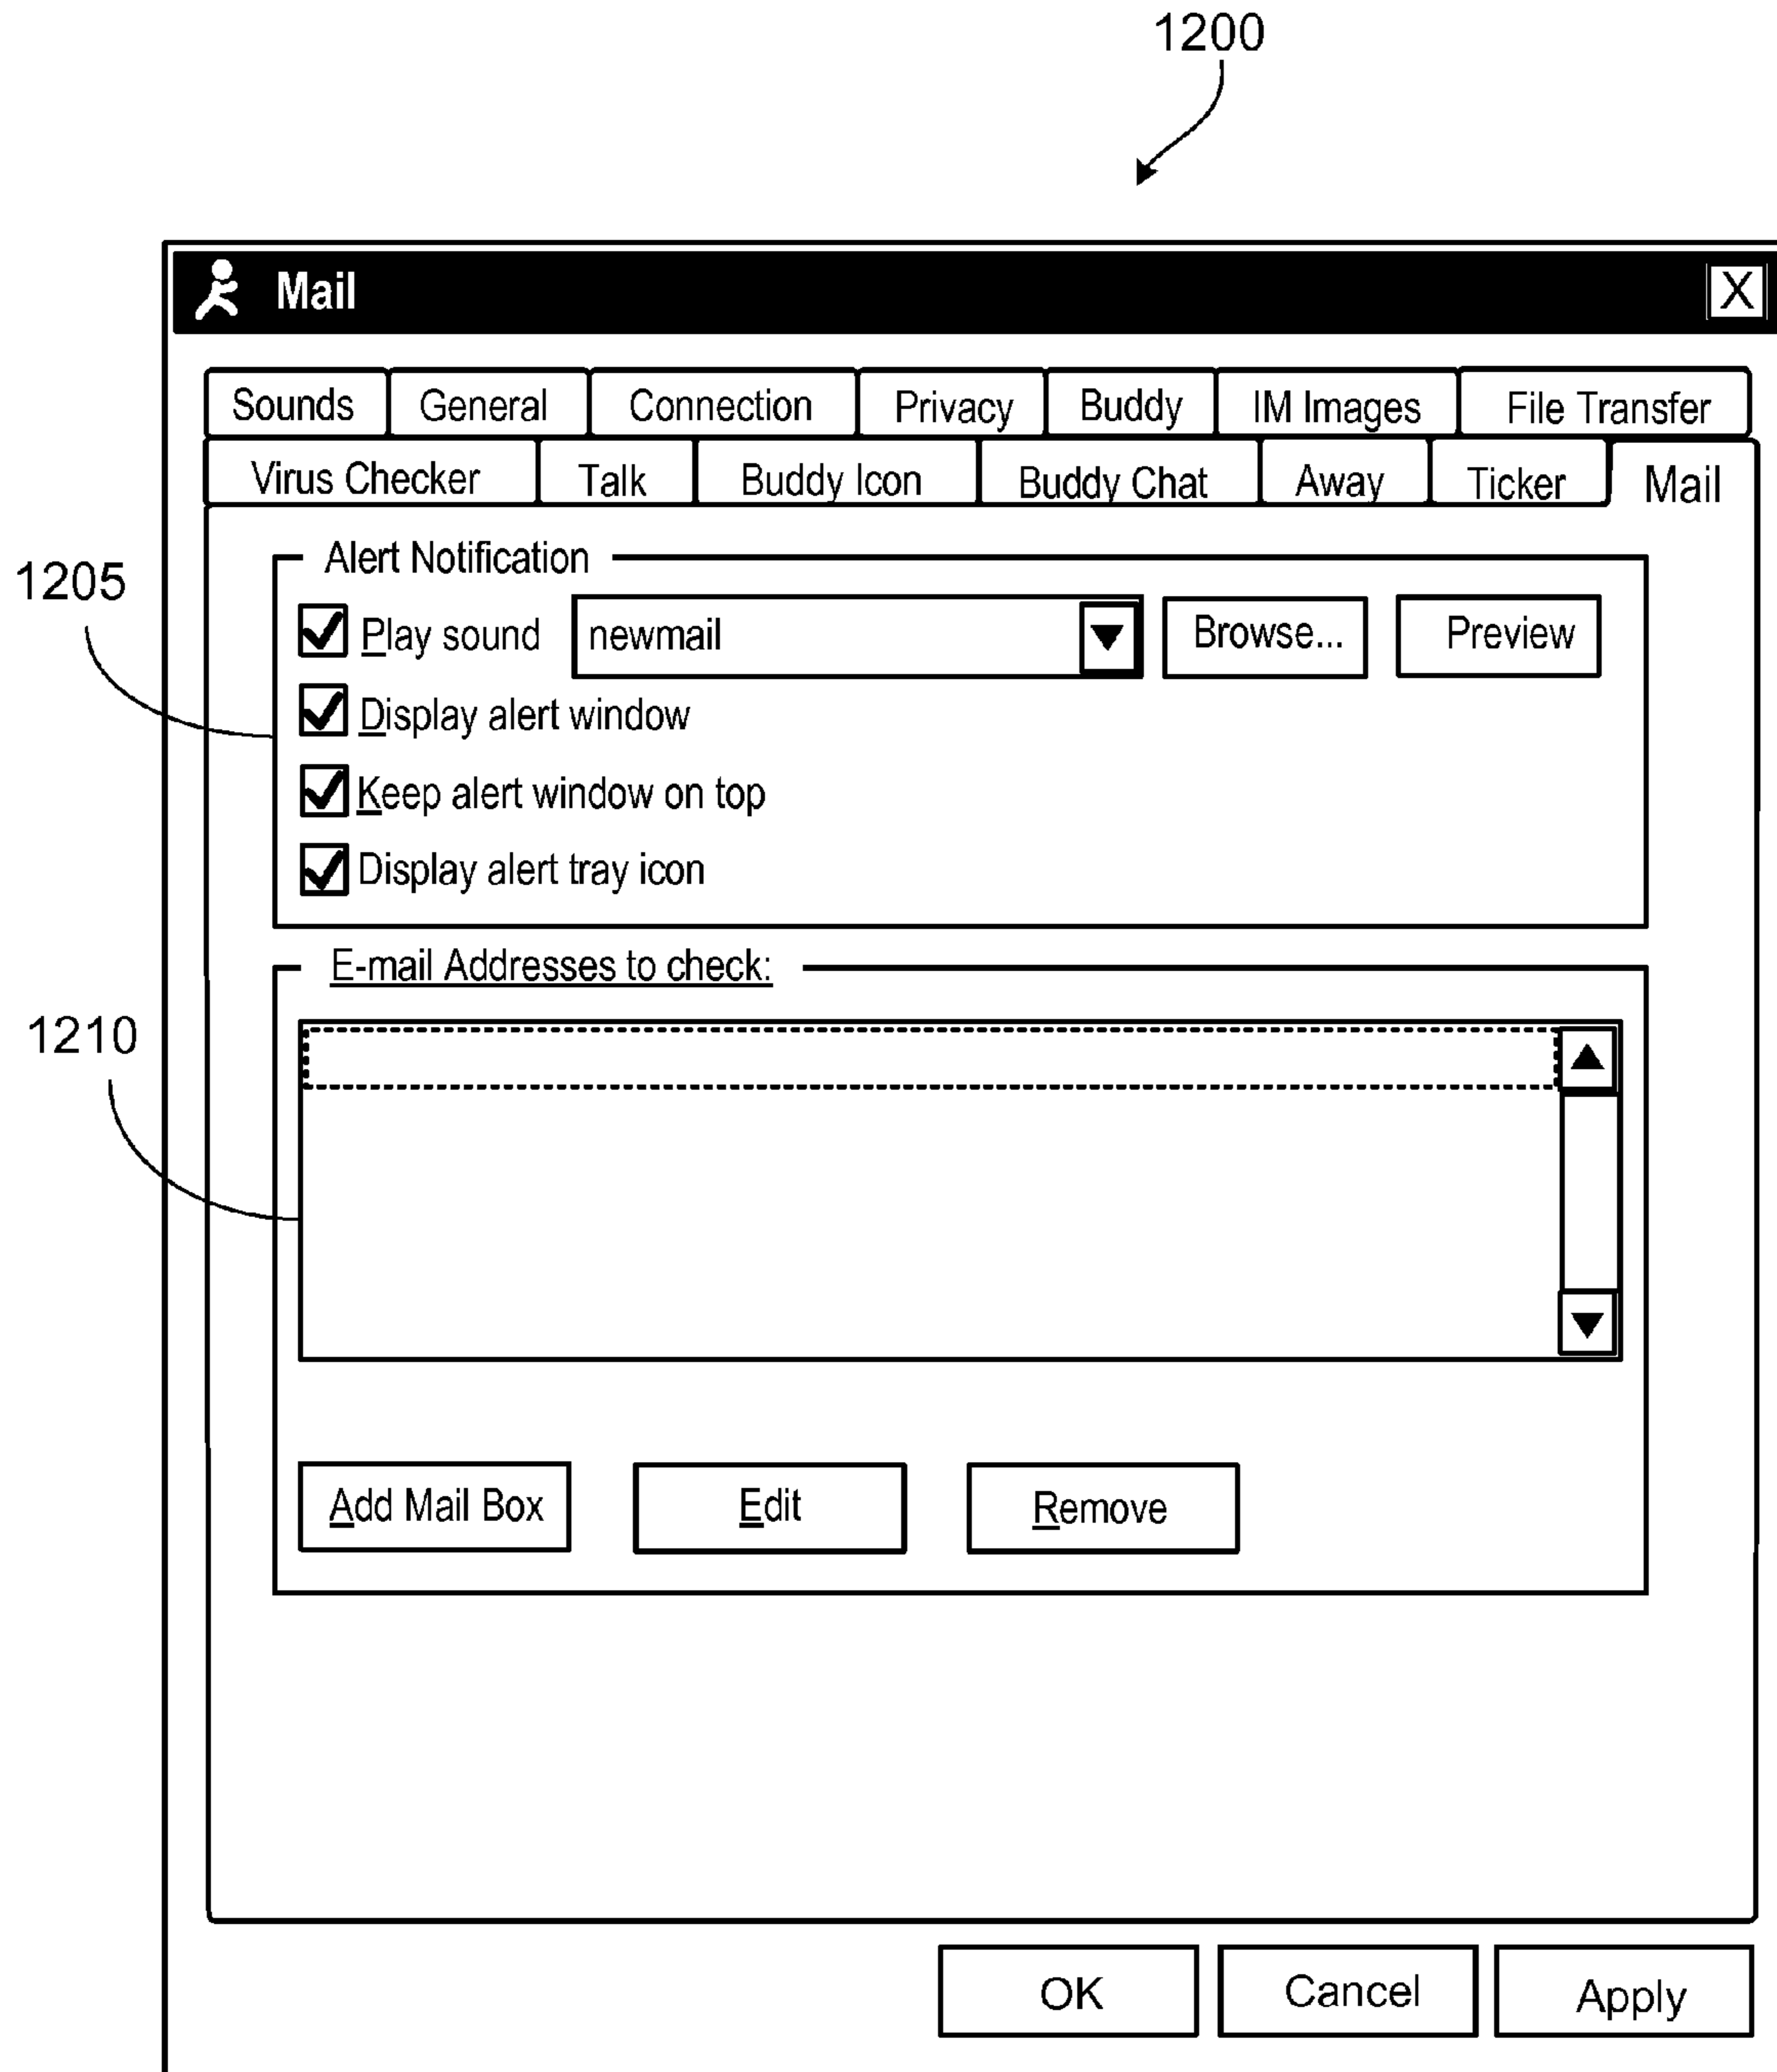 1200
Mail X
Sounds General Connection Privacy Buddy IM Images File Transfer
Virus Checker Talk Buddy Icon Buddy Chat Away Ticker Mail
Alert Notification
1205
Play sound newmail Browse... Preview
Display alert window
Keep alert window on top
Display alert tray icon
E-mail Addresses to check:
1210
Add Mail Box Edit Remove
OK Cancel Apply